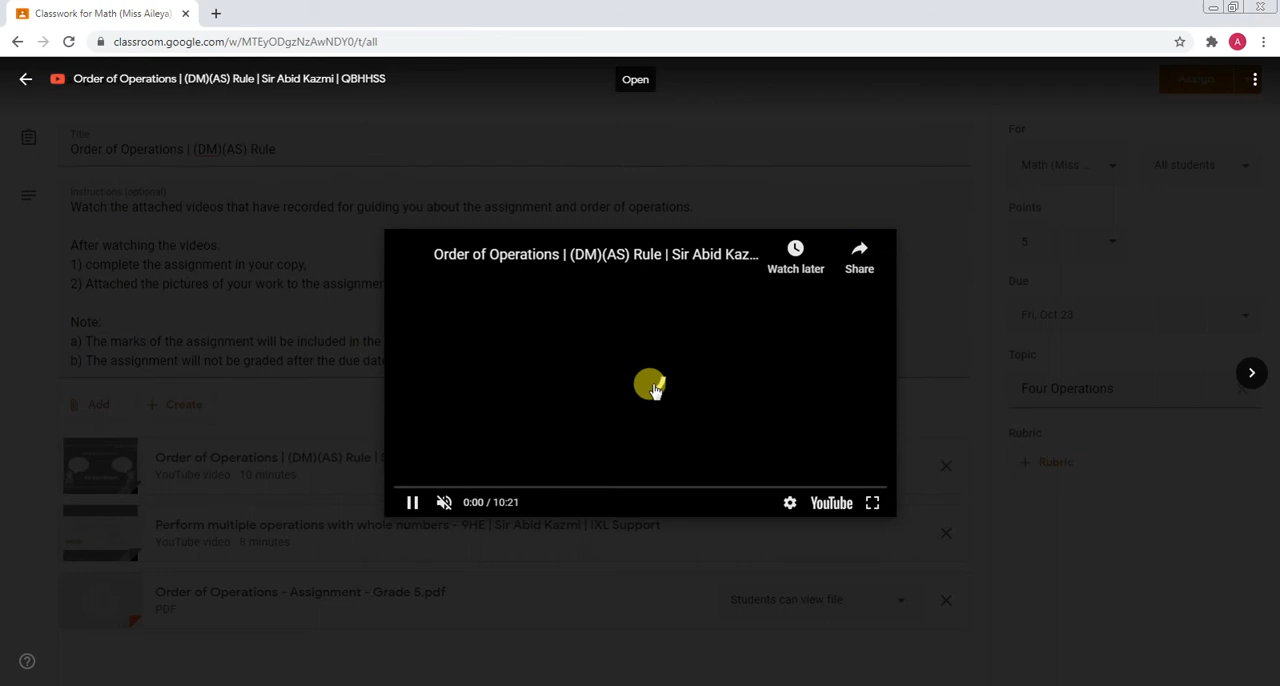 Classwork for Math (Miss Aileya)
classroom.google.com/w/MTEyODgzNzAwNDY0/t/all
A
Order of Operations | (DM)(AS) Rule | Sir Abid Kazmi | QBHHSS
Open
Assign
Title
Order of Operations | (DM)(AS) Rule
Instructions (optional)
Watch the attached videos that have recorded for guiding you about the assignment and order of operations.
After watching the videos,
1) complete the assignment in your copy,
2) Attached the pictures of your work to the assignment
Note:
a) The marks of the assignment will be included in the
b) The assignment will not be graded after the due date
Add
Create
Order of Operations | (DM)(AS) Rule | S
YouTube video 10 minutes
Perform multiple operations with whole numbers - 9HE | Sir Abid Kazmi | IXL Support
YouTube video 8 minutes
Order of Operations - Assignment - Grade 5.pdf
PDF
Students can view file
Order of Operations | (DM)(AS) Rule | Sir Abid Kaz...
Watch later
Share
0:00 / 10:21
YouTube
For
Math (Miss ...
All students
Points
5
Due
Fri, Oct 23
Topic
Four Operations
Rubric
Rubric